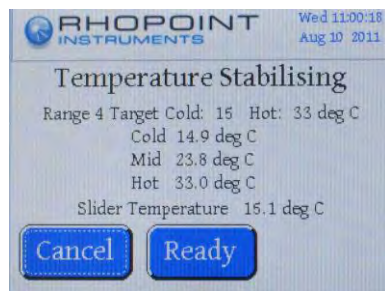 RHOPOINT
INSTRUMENTS
Wed 11:00:18
Aug 10 2011
Temperature Stabilising
Range 4 Target Cold: 15 Hot: 33 deg C
Cold 14.9 deg C
Mid 23.8 deg C
Hot 33.0 deg C
Slider Temperature 15.1 deg C
Cancel Ready